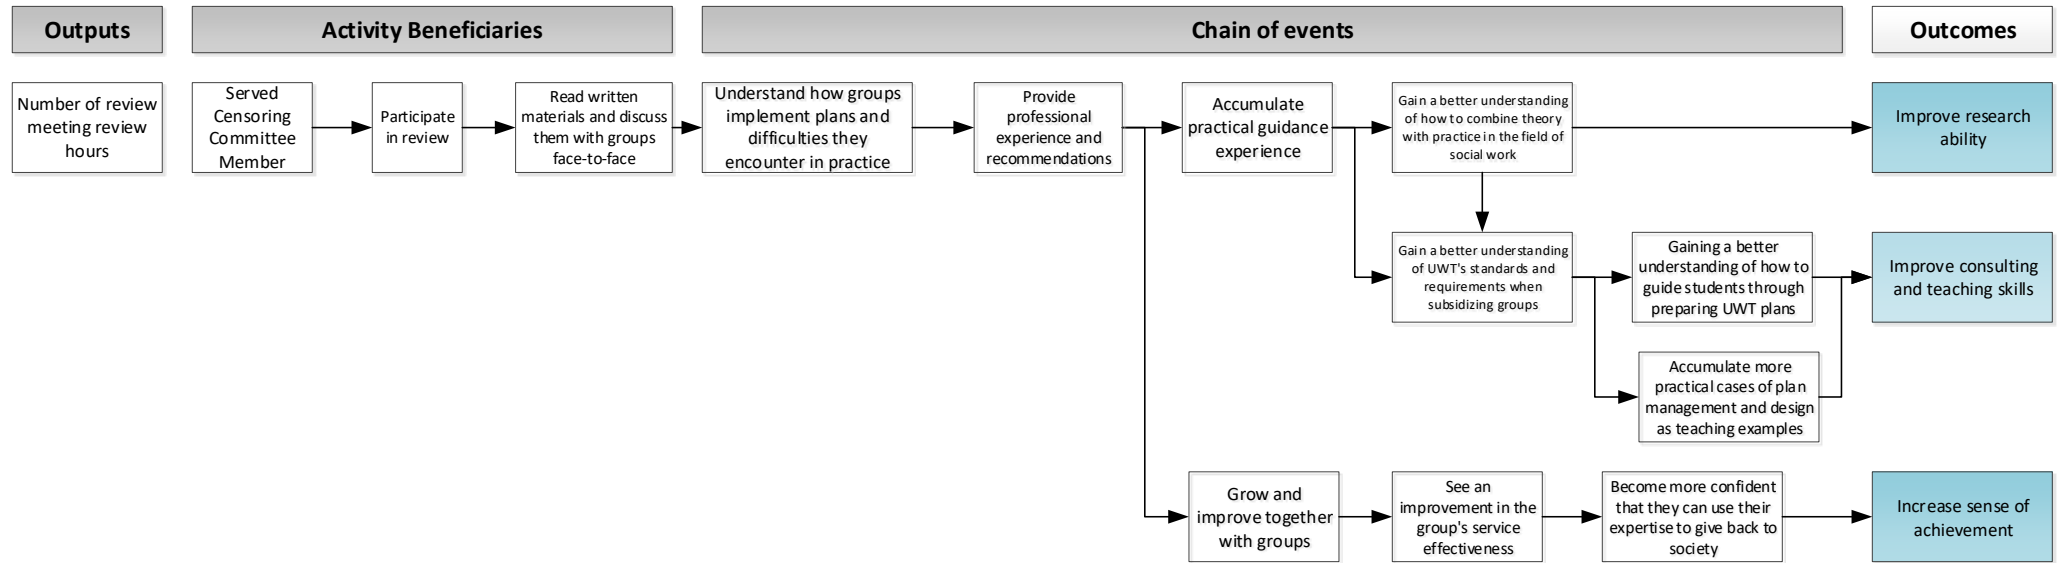 Outputs
Activity Beneficiaries
Chain of events
Outcomes
Number of review
meeting review
hours
Served
Censoring
Committee
Member
Participate
in review
Read written
materials and discuss
them with groups
face-to-face
Understand how groups
implement plans and
difficulties they
encounter in practice
Provide
professional
experience and
recommendations
Accumulate
practical guidance
experience
Gain a better understanding
of how to combine theory
with practice in the field of
social work
Improve research
ability
Gain a better understanding
of UWT's standards and
requirements when
subsidizing groups
Gaining a better
understanding of how to
guide students through
preparing UWT plans
Improve consulting
and teaching skills
Accumulate more
practical cases of plan
management and design
as teaching examples
Grow and
improve together
with groups
See an
improvement in the
group's service
effectiveness
Become more confident
that they can use their
expertise to give back to
society
Increase sense of
achievement